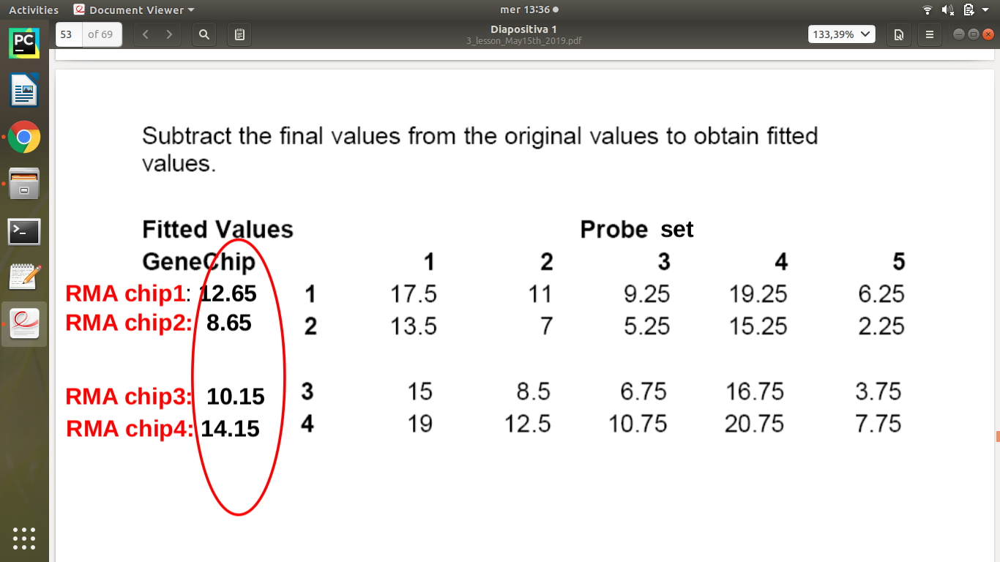 Activities Document Viewer mer 13:36
PC
53 of 69 Diapositiva 1 133,39%
3_lesson_May15th_2019.pdf
Subtract the final values from the original values to obtain fitted
values.
Fitted Values Probe set
GeneChip 1 2 3 4 5
RMA chip1: 12.65 1 17.5 11 9.25 19.25 6.25
RMA chip2: 8.65 2 13.5 7 5.25 15.25 2.25
RMA chip3: 10.15 3 15 8.5 6.75 16.75 3.75
RMA chip4: 14.15 4 19 12.5 10.75 20.75 7.75